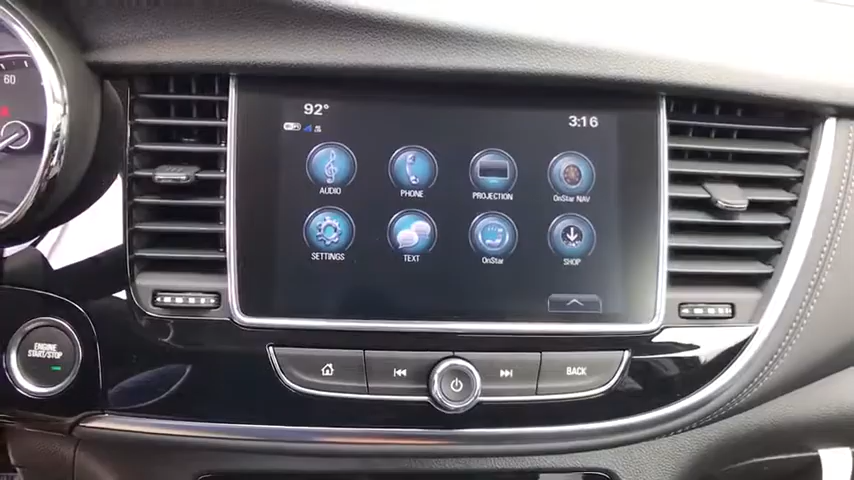 60
92°
3:16
AUDIO
PHONE
PROJECTION
OnStar NAV
SETTINGS
TEXT
OnStar
SHOP
ENGINE
START/STOP
BACK